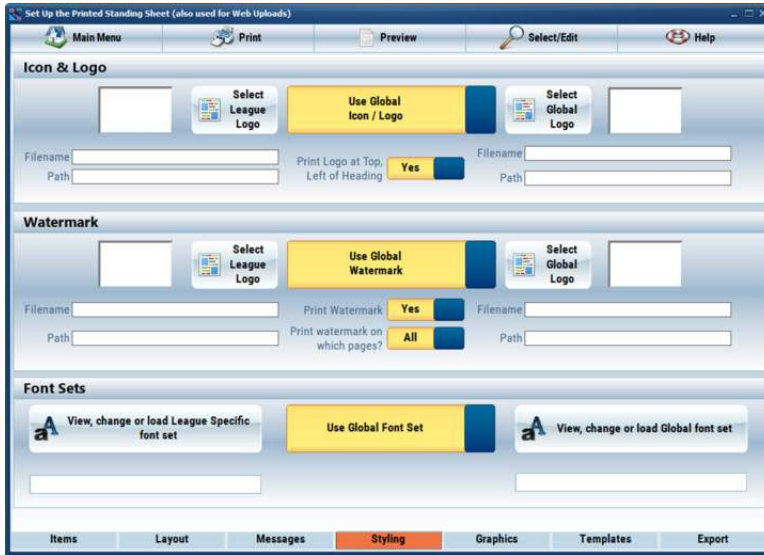 Set Up the Printed Standing Sheet (also used for Web Uploads)
Main Menu Print Preview Select/Edit Help
Icon & Logo
Select
League
Logo
Use Global
Icon / Logo
Select
Global
Logo
Filename
Path
Print Logo at Top,
Left of Heading
Yes
Filename
Path
Watermark
Select
League
Logo
Use Global
Watermark
Select
Global
Logo
Filename
Path
Print Watermark Yes
Print watermark on
which pages?
All
Filename
Path
Font Sets
View, change or load League Specific
font set
Use Global Font Set
View, change or load Global font set
Items Layout Messages Styling Graphics Templates Export